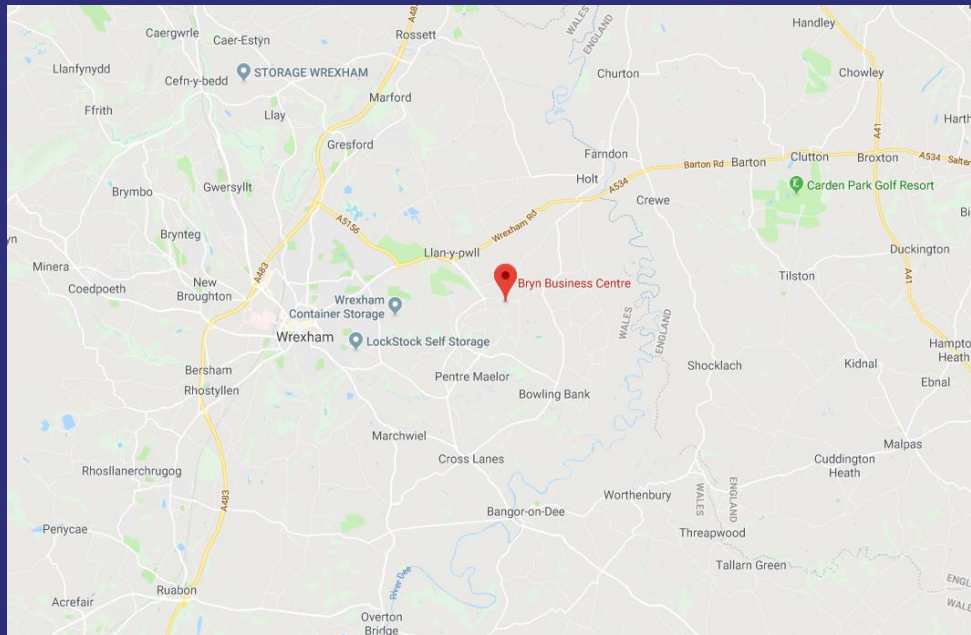 A483
Caergwrle
Caer-Estyn
Rossett
WALES
ENGLAND
Handley
Llanfynydd
STORAGE WREXHAM
Cefn-y-bedd
Churton
Chowley
Marford
Ffrith
Llay
A41
Gresford
Farndon
Barton Rd
Barton
Clutton
Broxton
A534
Holt
A534
Carden Park Golf Resort
Brymbo
Gwersyllt
Crewe
A5156
Wrexham Rd
Brynteg
Llan-y-pwll
Duckington
Minera
A483
Tilston
A41
Coedpoeth
New
Broughton
Bryn Business Centre
Wrexham
Container Storage
WALES
ENGLAND
Wrexham
LockStock Self Storage
Hampto
Heath
Shocklach
Kidnal
Bersham
Pentre Maelor
Ebnal
Rhostyllen
Bowling Bank
Marchwiel
Malpas
Cross Lanes
Cuddington
Heath
Rhosllanerchrugog
A483
Worthenbury
WALES
ENGLAND
Bangor-on-Dee
Penycae
Threapwood
Tallarn Green
River Dee
ENGL
Ruabon
WALE
Acrefair
Overton
Bridge